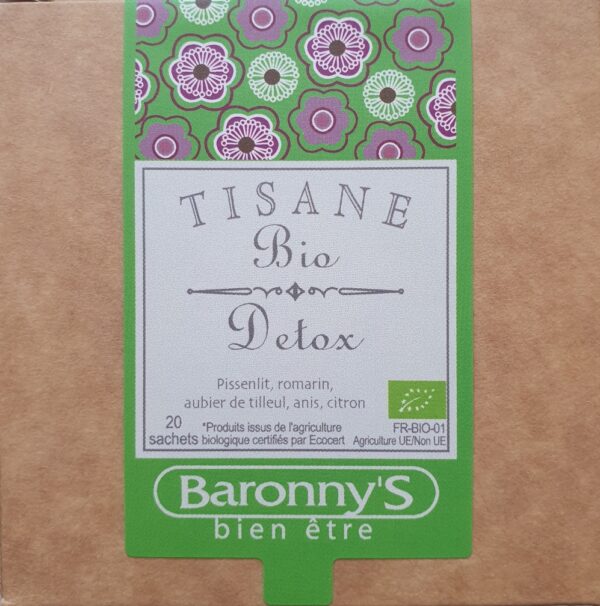 TISANE
Bio
Detox
Pissenlit, romarin,
aubier de tilleul, anis, citron
20
sachets
*Produits issus de l'agriculture
biologique certifiés par Ecocert
FR-BIO-01
Agriculture UE/Non UE
Baronny'S
bien être